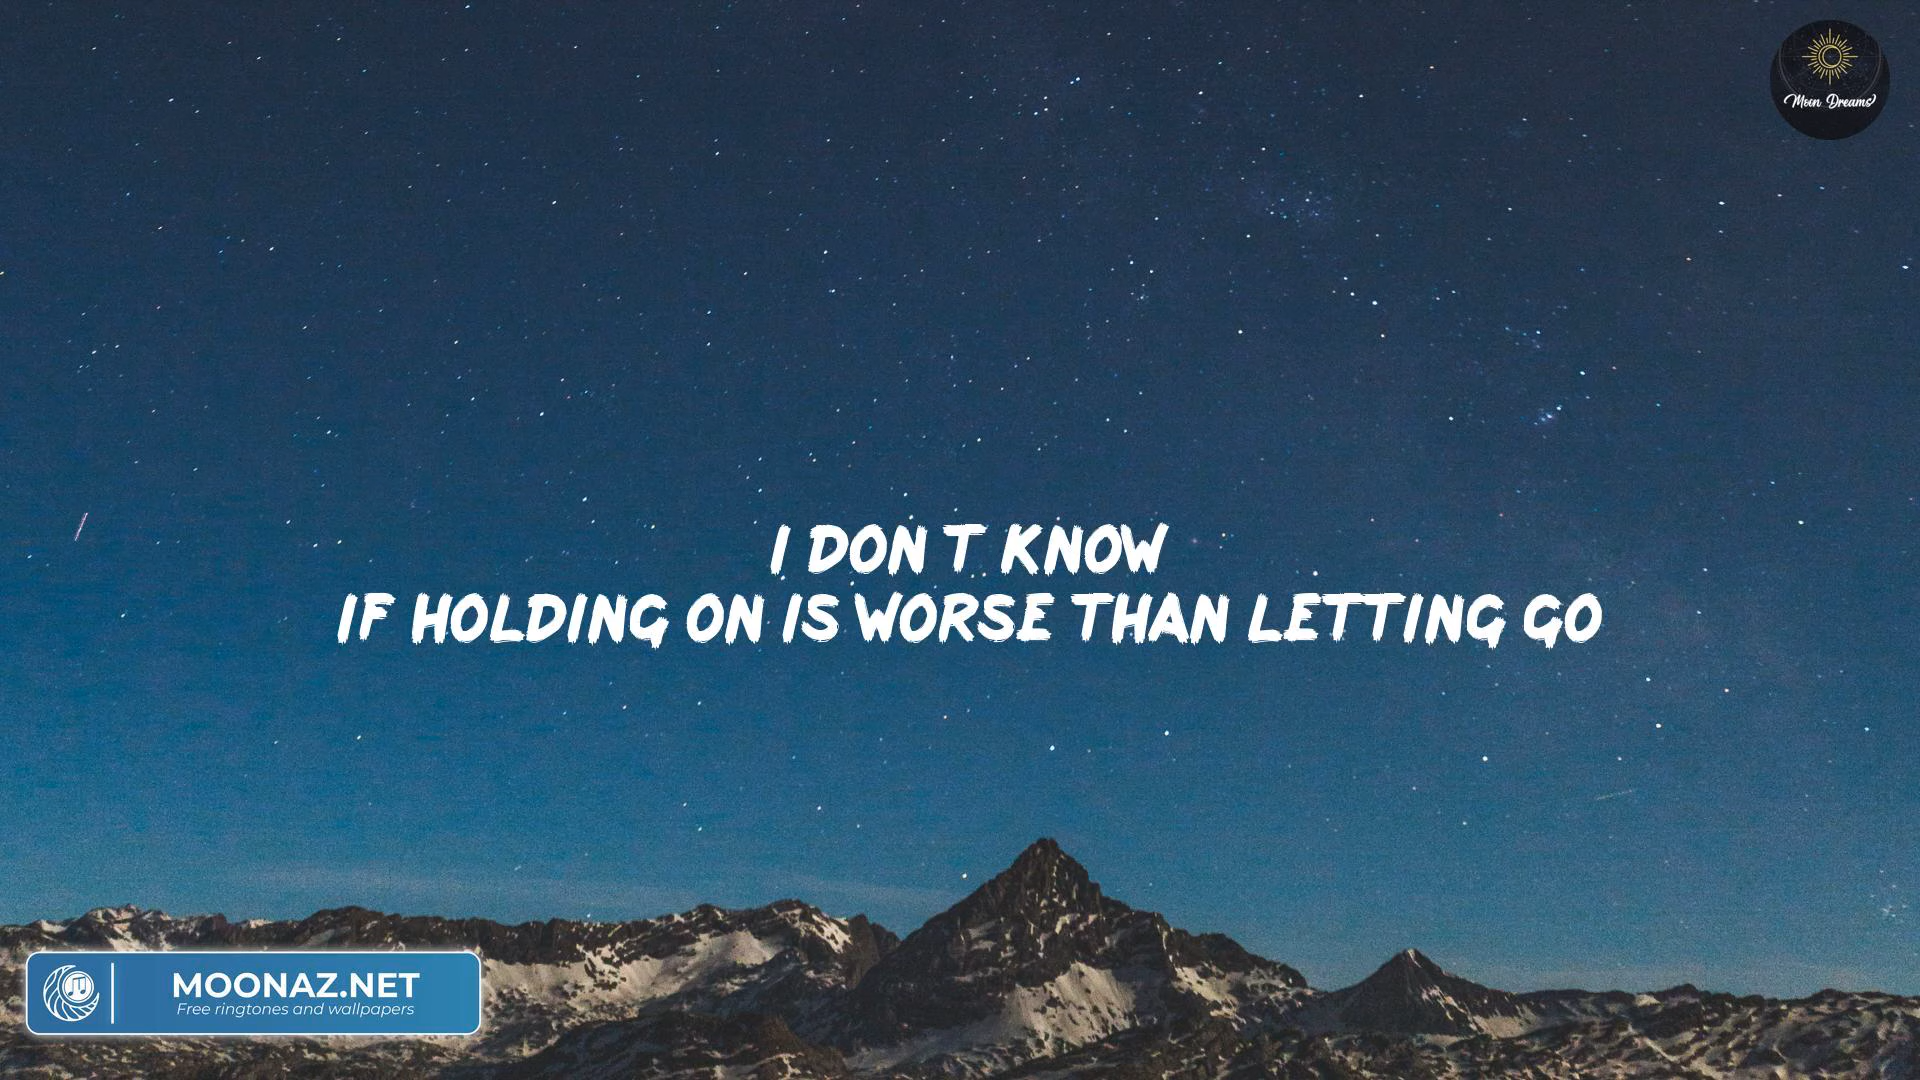 Moon Dreams
I DON T KNOW
IF HOLDING ON IS WORSE THAN LETTING GO
MOONAZ.NET
Free ringtones and wallpapers